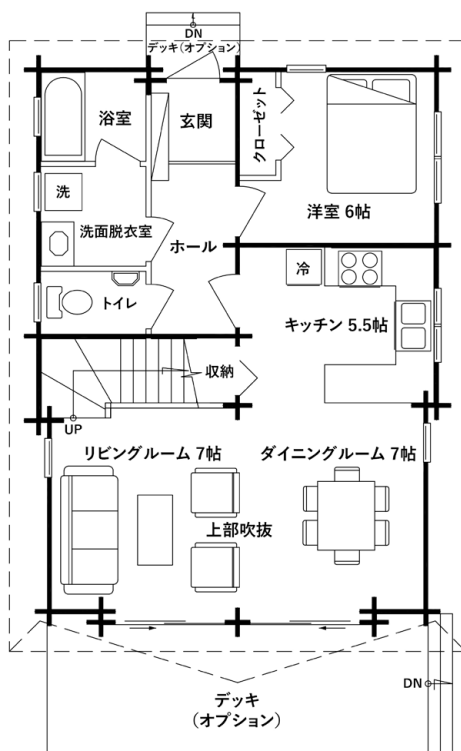 DN
デッキ(オプション)
浴室
玄関
クローゼット
洗
洗面脱衣室
ホール
洋室 6帖
トイレ
冷
キッチン 5.5帖
収納
UP
リビングルーム 7帖
ダイニングルーム 7帖
上部吹抜
DN
デッキ
(オプション)